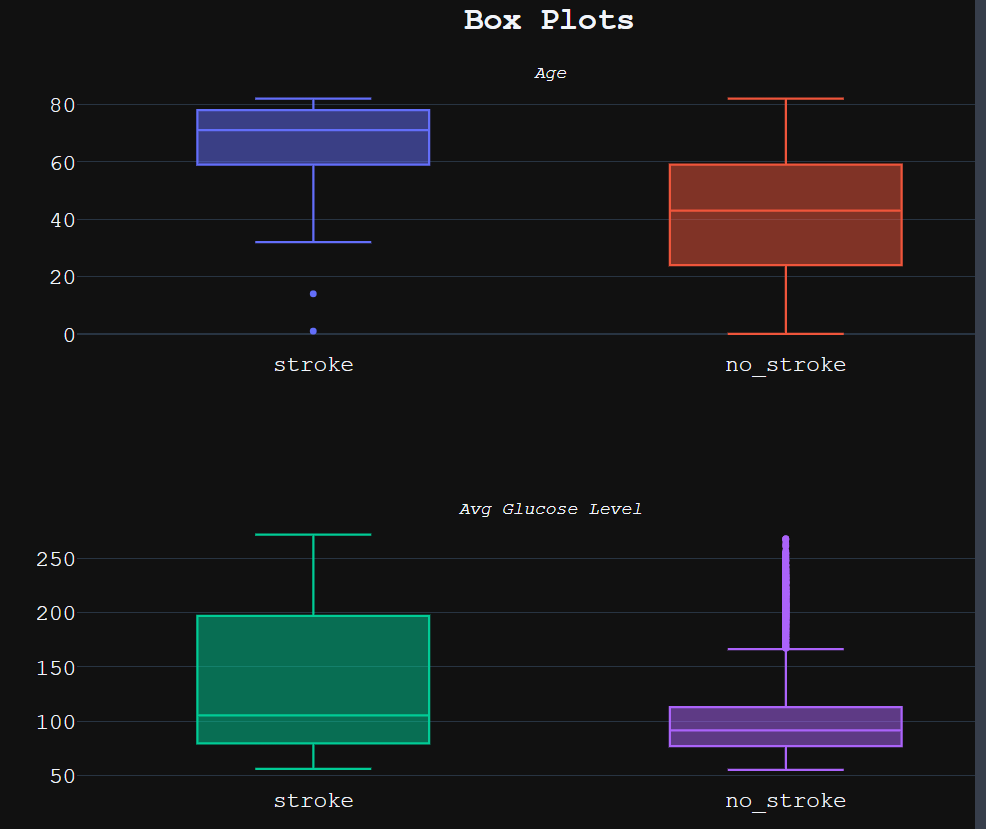 Box Plots
Age
80
60
40
20
0
stroke no_stroke
Avg Glucose Level
250
200
150
100
50
stroke no_stroke